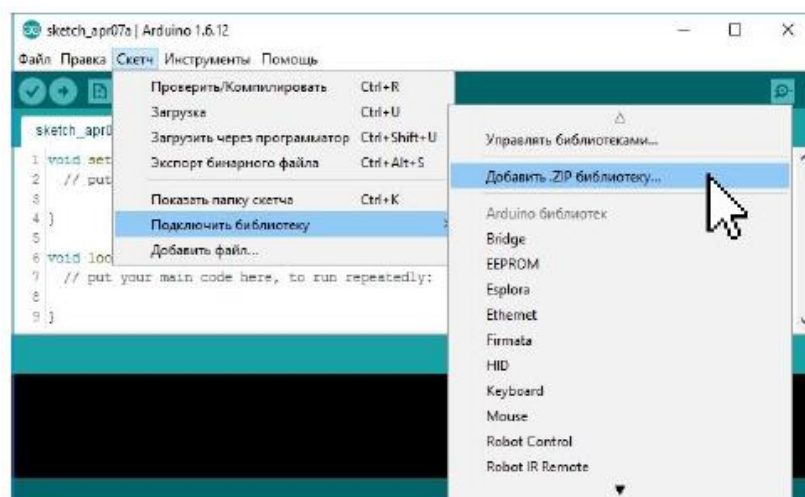 sketch_apr07a | Arduino 1.6.12
Файл Правка Скетч Инструменты Помощь
Проверить/Компилировать Ctrl+R
Загрузка Ctrl+U
Загрузить через программатор Ctrl+Shift+U
Экспорт бинарного файла Ctrl+Alt+S
Показать папку скетча Ctrl+K
Подключить библиотеку
Добавить файл...
Управлять библиотеками...
Добавить .ZIP библиотеку...
Arduino библиотек
Bridge
EEPROM
Esplora
Ethernet
Firmata
HID
Keyboard
Mouse
Robot Control
Robot IR Remote
sketch_apr0
1 void set
2 // put
3
4 }
5
6 void loo
7 // put your main code here, to run repeatedly:
8
9 }